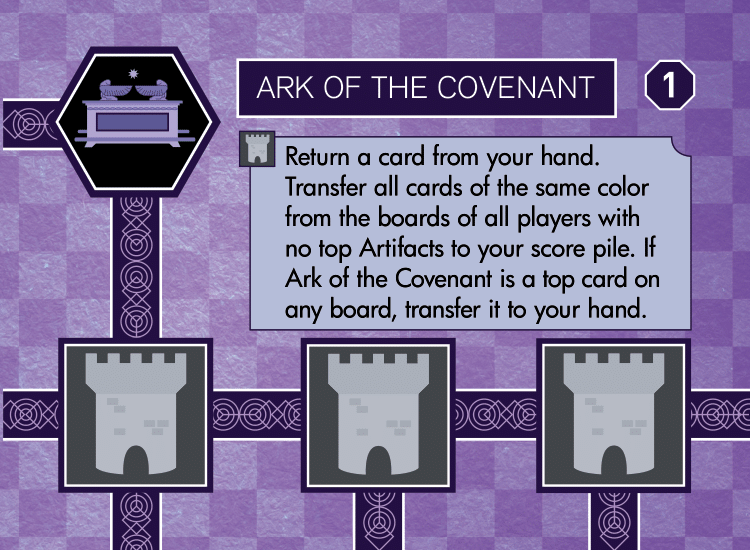 ARK OF THE COVENANT
1
Return a card from your hand.
Transfer all cards of the same color
from the boards of all players with
no top Artifacts to your score pile. If
Ark of the Covenant is a top card on
any board, transfer it to your hand.